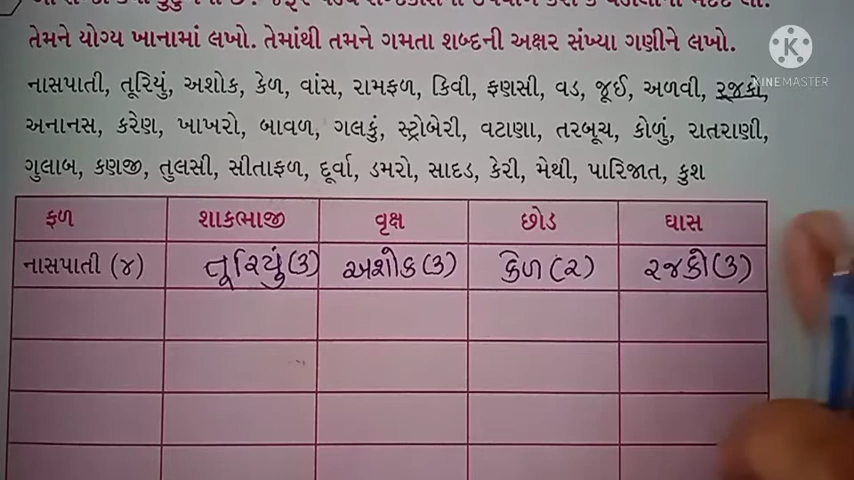 તેમને યોગ્ય ખાનામાં લખો. તેમાંથી તમને ગમતા શબ્દની અક્ષર સંખ્યા ગણીને લખો.
નાસપાતી, તૂરિયું, અશોક, કેળ, વાંસ, રામફળ, કિવી, ફણસી, વડ, જૂઈ, અળવી, રજકો,
અનાનસ, કરેણ, ખાખરો, બાવળ, ગલકું, સ્ટ્રોબેરી, વટાણા, તરબૂચ, કોળું, રાતરાણી,
ગુલાબ, કણજી, તુલસી, સીતાફળ, દૂર્વા, ડમરો, સાદડ, કેરી, મેથી, પારિજાત, કુશ
ફળ શાકભાજી વૃક્ષ છોડ ઘાસ
નાસપાતી (૪) તૂરિયું (૩) અશોક (૩) કેળ (૨) રજકો (૩)
KINEMASTER